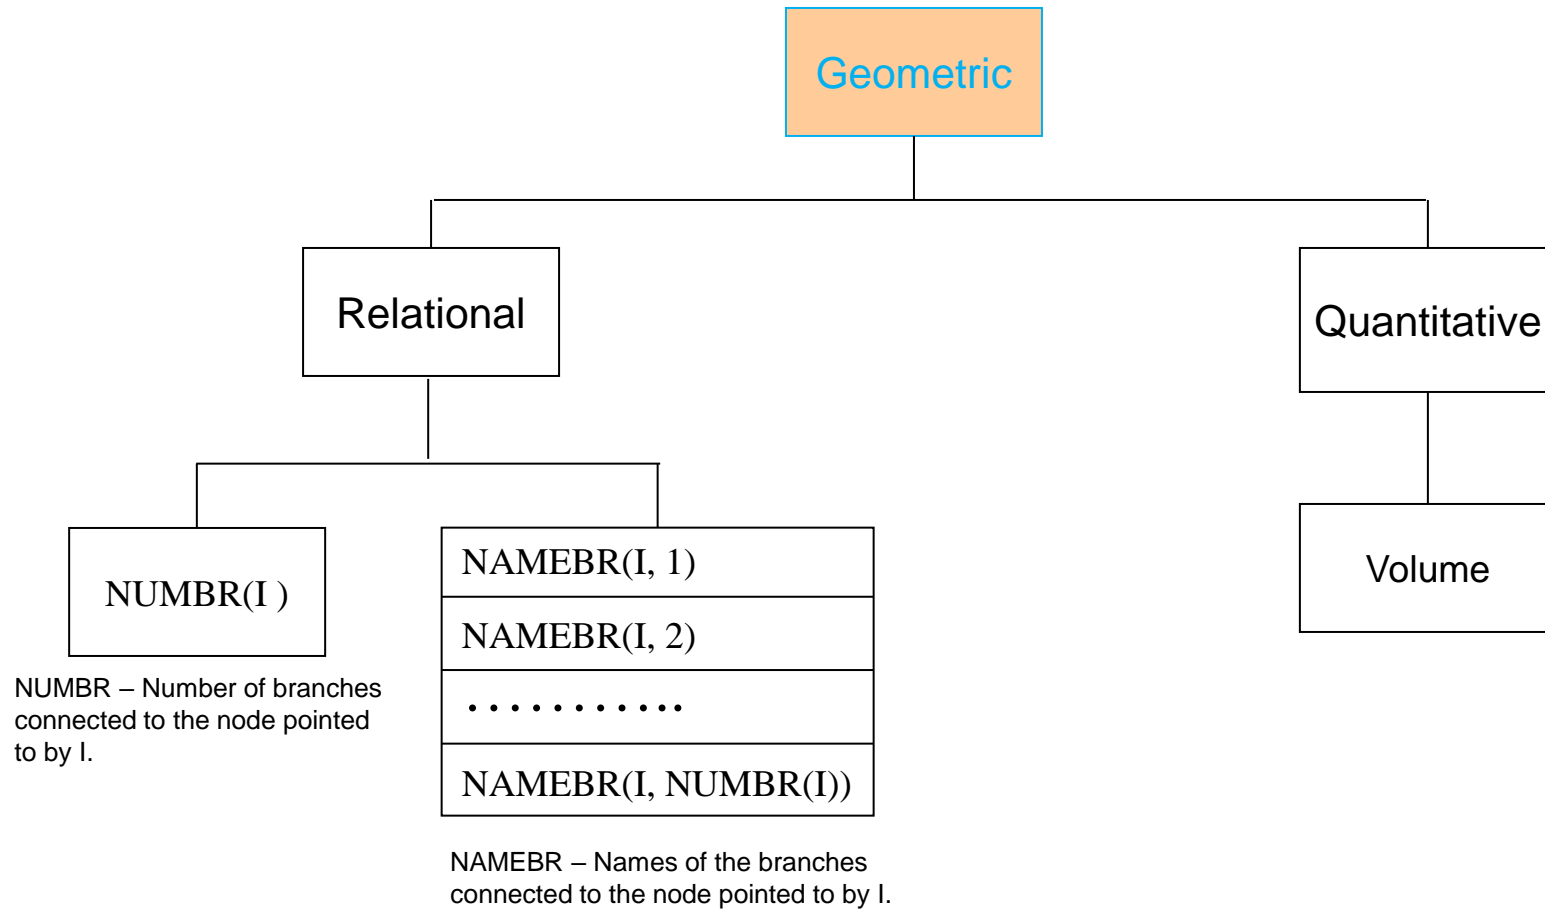 Geometric
Relational
Quantitative
NUMBR(I )
NAMEBR(I, 1)
NAMEBR(I, 2)
...........
NAMEBR(I, NUMBR(I))
Volume
NUMBR – Number of branches
connected to the node pointed
to by I.
NAMEBR – Names of the branches
connected to the node pointed to by I.